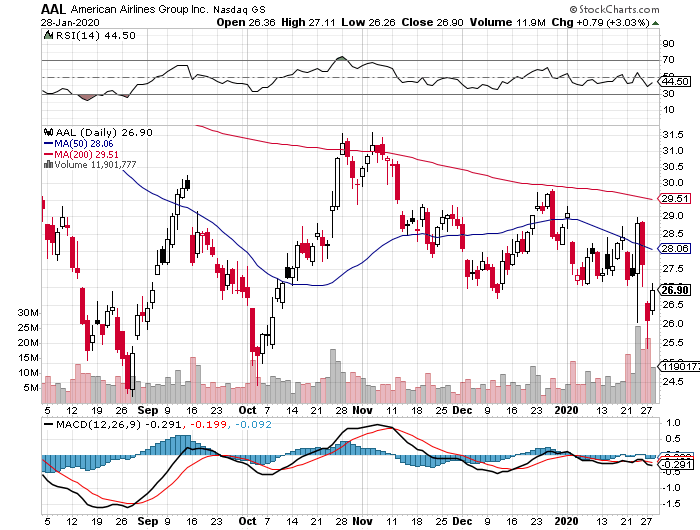 AAL American Airlines Group Inc. Nasdaq GS
© StockCharts.com
28-Jan-2020
Open 26.36 High 27.11 Low 26.26 Close 26.90 Volume 11.9M Chg +0.79 (+3.03%)
RSI(14) 44.50
90
70
50
44.50
30
10
AAL (Daily) 26.90
MA(50) 28.06
MA(200) 29.51
Volume 11,901,777
31.5
31.0
30.5
30.0
29.51
29.0
28.5
28.06
27.5
26.90
26.5
26.0
25.5
25.0
24.5
30M
25M
20M
15M
10M
5M
1190177
5 12 19 26 Sep 9 16 23 Oct 7 14 21 28 Nov 11 18 25 Dec 9 16 23 2020 13 21 27
MACD(12,26,9) -0.291, -0.199, -0.092
1.0
0.5
0.0
-0.291
-0.5
-1.0
-1.5
5 12 19 26 Sep 9 16 23 Oct 7 14 21 28 Nov 11 18 25 Dec 9 16 23 2020 13 21 27